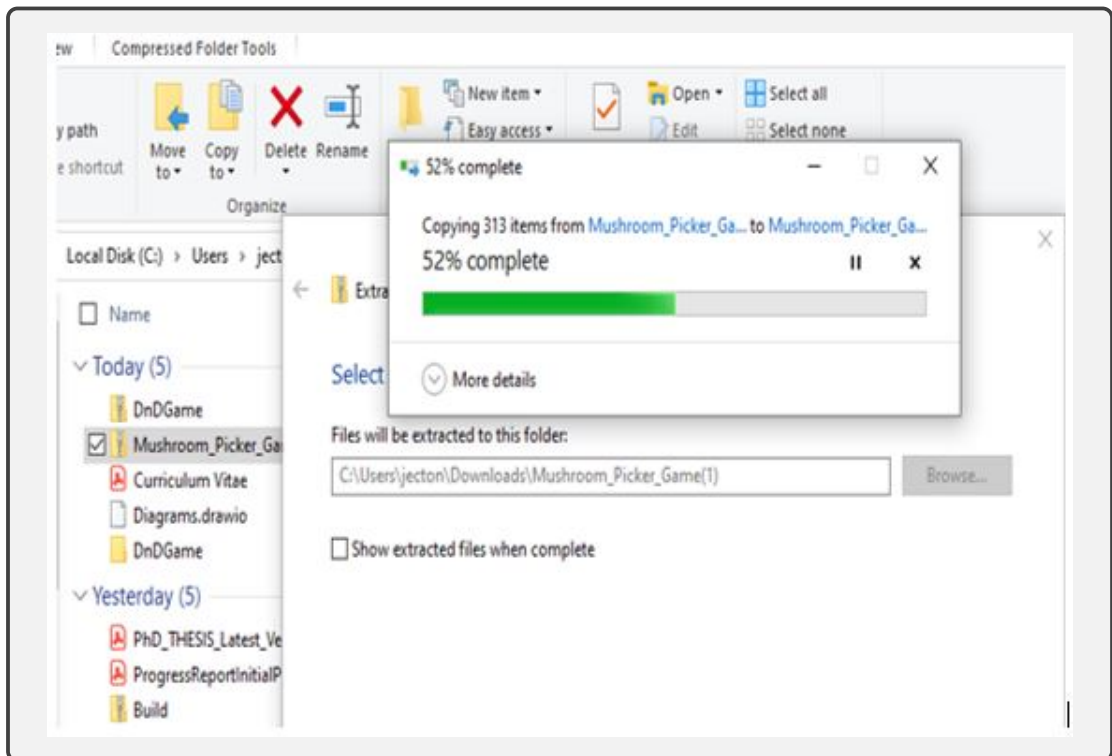 ew Compressed Folder Tools
New item Open Select all
y path Easy access Edit Select none
e shortcut Move to Copy to Delete Rename
Organize
52% complete
Copying 313 items from Mushroom_Picker_Ga... to Mushroom_Picker_Ga...
52% complete
Local Disk (C:) > Users > ject
Extra
Name
Today (5)
Select
More details
DnDGame
Files will be extracted to this folder:
Mushroom_Picker_Ga
C:\Users\jecton\Downloads\Mushroom_Picker_Game(1) Browse...
Curriculum Vitae
Diagrams.drawio
DnDGame
Show extracted files when complete
Yesterday (5)
PhD_THESIS_Latest_Ve
ProgressReportInitialP
Build